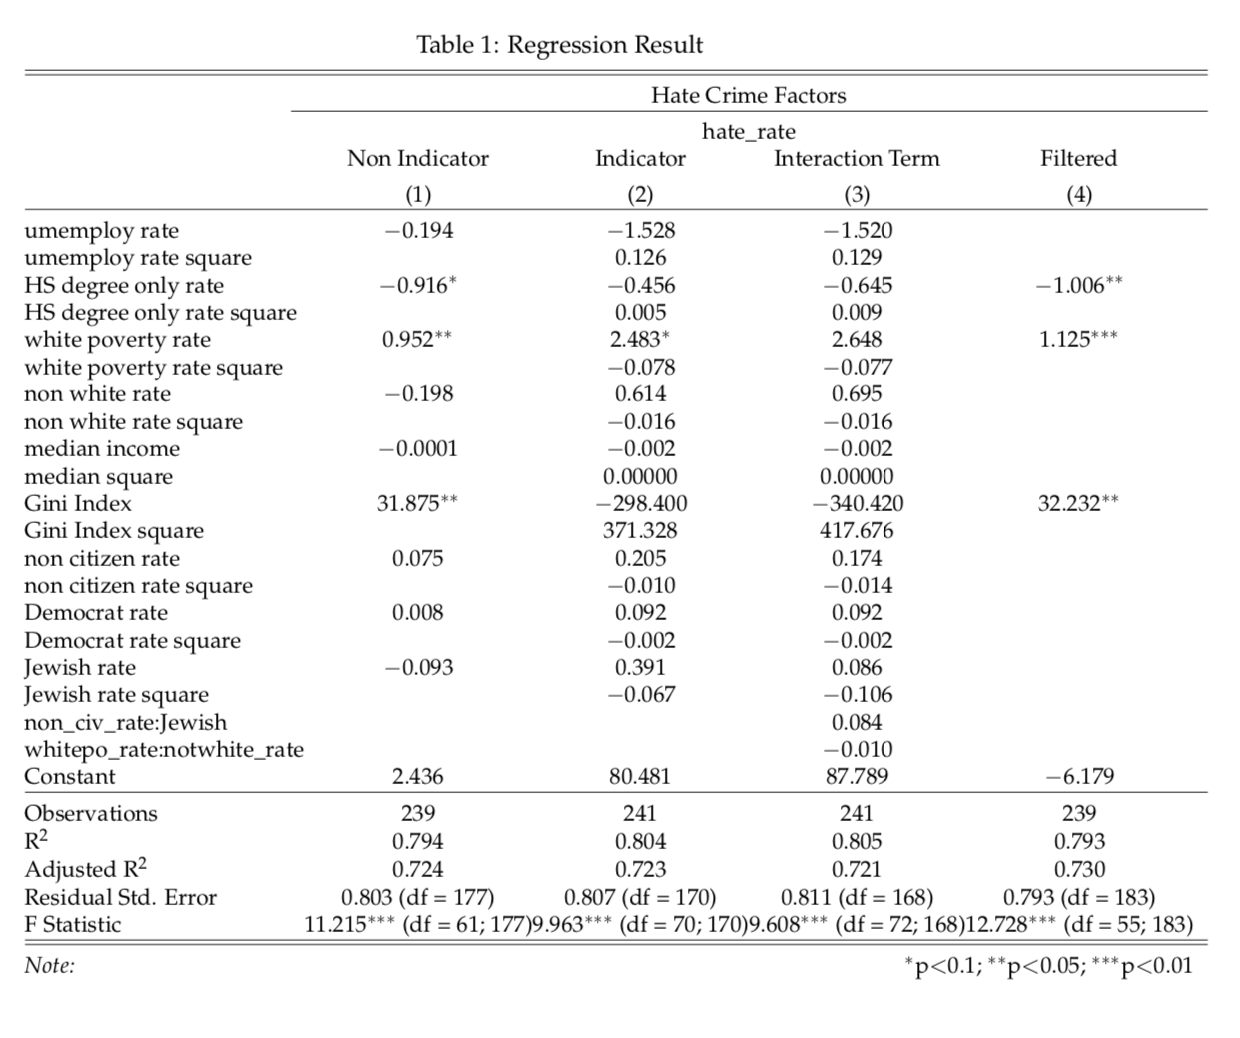 Table 1: Regression Result
Hate Crime Factors
hate_rate
Non Indicator Indicator Interaction Term Filtered
(1) (2) (3) (4)
umemploy rate −0.194 −1.528 −1.520
umemploy rate square 0.126 0.129
HS degree only rate −0.916* −0.456 −0.645 −1.006**
HS degree only rate square 0.005 0.009
white poverty rate 0.952** 2.483* 2.648 1.125***
white poverty rate square −0.078 −0.077
non white rate −0.198 0.614 0.695
non white rate square −0.016 −0.016
median income −0.0001 −0.002 −0.002
median square 0.00000 0.00000
Gini Index 31.875** −298.400 −340.420 32.232**
Gini Index square 371.328 417.676
non citizen rate 0.075 0.205 0.174
non citizen rate square −0.010 −0.014
Democrat rate 0.008 0.092 0.092
Democrat rate square −0.002 −0.002
Jewish rate −0.093 0.391 0.086
Jewish rate square −0.067 −0.106
non_civ_rate:Jewish 0.084
whitepo_rate:notwhite_rate −0.010
Constant 2.436 80.481 87.789 −6.179
Observations 239 241 241 239
R² 0.794 0.804 0.805 0.793
Adjusted R² 0.724 0.723 0.721 0.730
Residual Std. Error 0.803 (df = 177) 0.807 (df = 170) 0.811 (df = 168) 0.793 (df = 183)
F Statistic 11.215*** (df = 61; 177)9.963*** (df = 70; 170)9.608*** (df = 72; 168)12.728*** (df = 55; 183)
Note: *p<0.1; **p<0.05; ***p<0.01